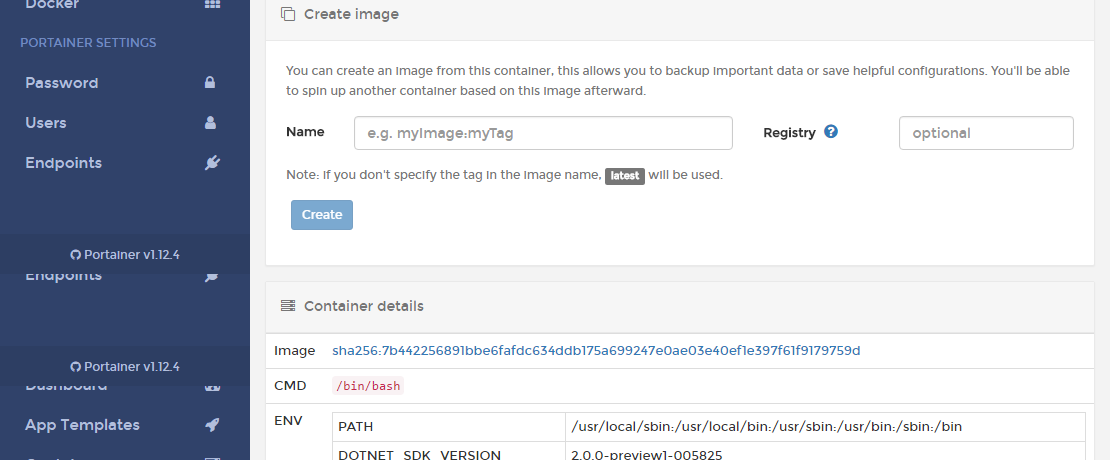 Docker
PORTAINER SETTINGS
Password
Users
Endpoints
Portainer v1.12.4
Endpoints
Portainer v1.12.4
Dashboard
App Templates
Create image
You can create an image from this container, this allows you to backup important data or save helpful configurations. You'll be able
to spin up another container based on this image afterward.
Name e.g. myImage:myTag Registry optional
Note: if you don't specify the tag in the image name, latest will be used.
Create
Container details
Image sha256:7b442256891bbe6fafdc634ddb175a699247e0ae03e40ef1e397f61f9179759d
CMD /bin/bash
ENV PATH /usr/local/sbin:/usr/local/bin:/usr/sbin:/usr/bin:/sbin:/bin
DOTNET_SDK_VERSION 2.0.0-preview1-005825